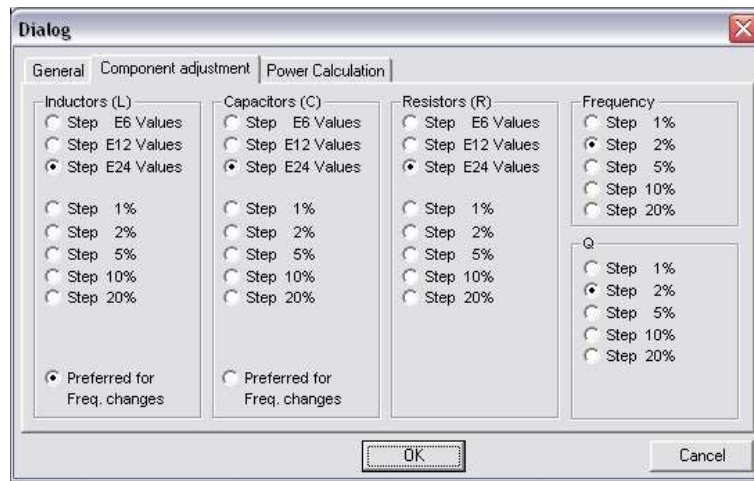 Dialog
General
Component adjustment
Power Calculation
Inductors (L)
Step E6 Values
Step E12 Values
Step E24 Values
Step 1%
Step 2%
Step 5%
Step 10%
Step 20%
Preferred for
Freq. changes
Capacitors (C)
Step E6 Values
Step E12 Values
Step E24 Values
Step 1%
Step 2%
Step 5%
Step 10%
Step 20%
Preferred for
Freq. changes
Resistors (R)
Step E6 Values
Step E12 Values
Step E24 Values
Step 1%
Step 2%
Step 5%
Step 10%
Step 20%
Frequency
Step 1%
Step 2%
Step 5%
Step 10%
Step 20%
Q
Step 1%
Step 2%
Step 5%
Step 10%
Step 20%
OK
Cancel